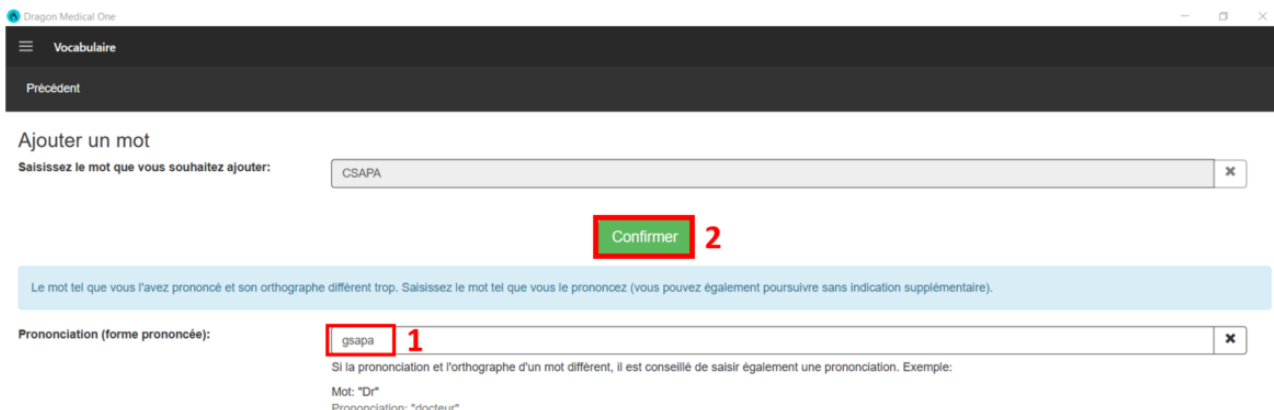 Dragon Medical One
Vocabulaire
Précédent
Ajouter un mot
Saisissez le mot que vous souhaitez ajouter:
CSAPA
Confirmer 2
Le mot tel que vous l'avez prononcé et son orthographe diffèrent trop. Saisissez le mot tel que vous le prononcez (vous pouvez également poursuivre sans indication supplémentaire).
Prononciation (forme prononcée):
gsapa 1
Si la prononciation et l'orthographe d'un mot diffèrent, il est conseillé de saisir également une prononciation. Exemple:
Mot: "Dr"
Prononciation: "docteur"